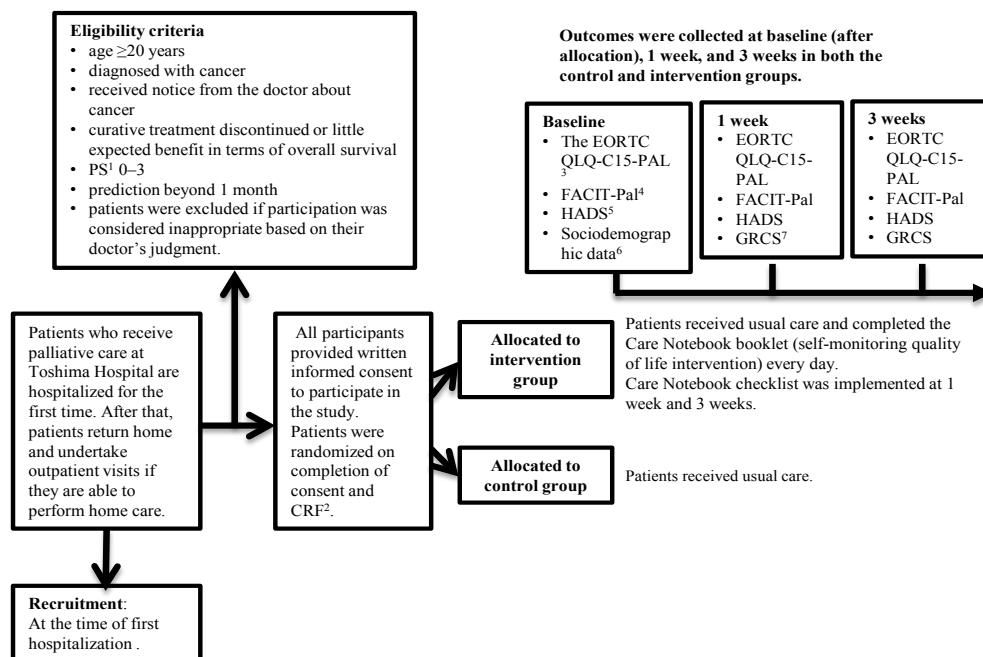 Eligibility criteria
• age ≥20 years
• diagnosed with cancer
• received notice from the doctor about
cancer
• curative treatment discontinued or little
expected benefit in terms of overall survival
• PS¹ 0–3
• prediction beyond 1 month
• patients were excluded if participation was
considered inappropriate based on their
doctor’s judgment.
Outcomes were collected at baseline (after
allocation), 1 week, and 3 weeks in both the
control and intervention groups.
Baseline
• The EORTC
QLQ-C15-PAL
3
• FACIT-Pal⁴
• HADS⁵
• Sociodemograp
hic data⁶
1 week
• EORTC
QLQ-C15-
PAL
• FACIT-Pal
• HADS
• GRCS⁷
3 weeks
• EORTC
QLQ-C15-
PAL
• FACIT-Pal
• HADS
• GRCS
Patients who receive
palliative care at
Toshima Hospital are
hospitalized for the
first time. After that,
patients return home
and undertake
outpatient visits if
they are able to
perform home care.
All participants
provided written
informed consent
to participate in
the study.
Patients were
randomized on
completion of
consent and
CRF².
Allocated to
intervention
group
Patients received usual care and completed the
Care Notebook booklet (self-monitoring quality
of life intervention) every day.
Care Notebook checklist was implemented at 1
week and 3 weeks.
Allocated to
control group
Patients received usual care.
Recruitment:
At the time of first
hospitalization .